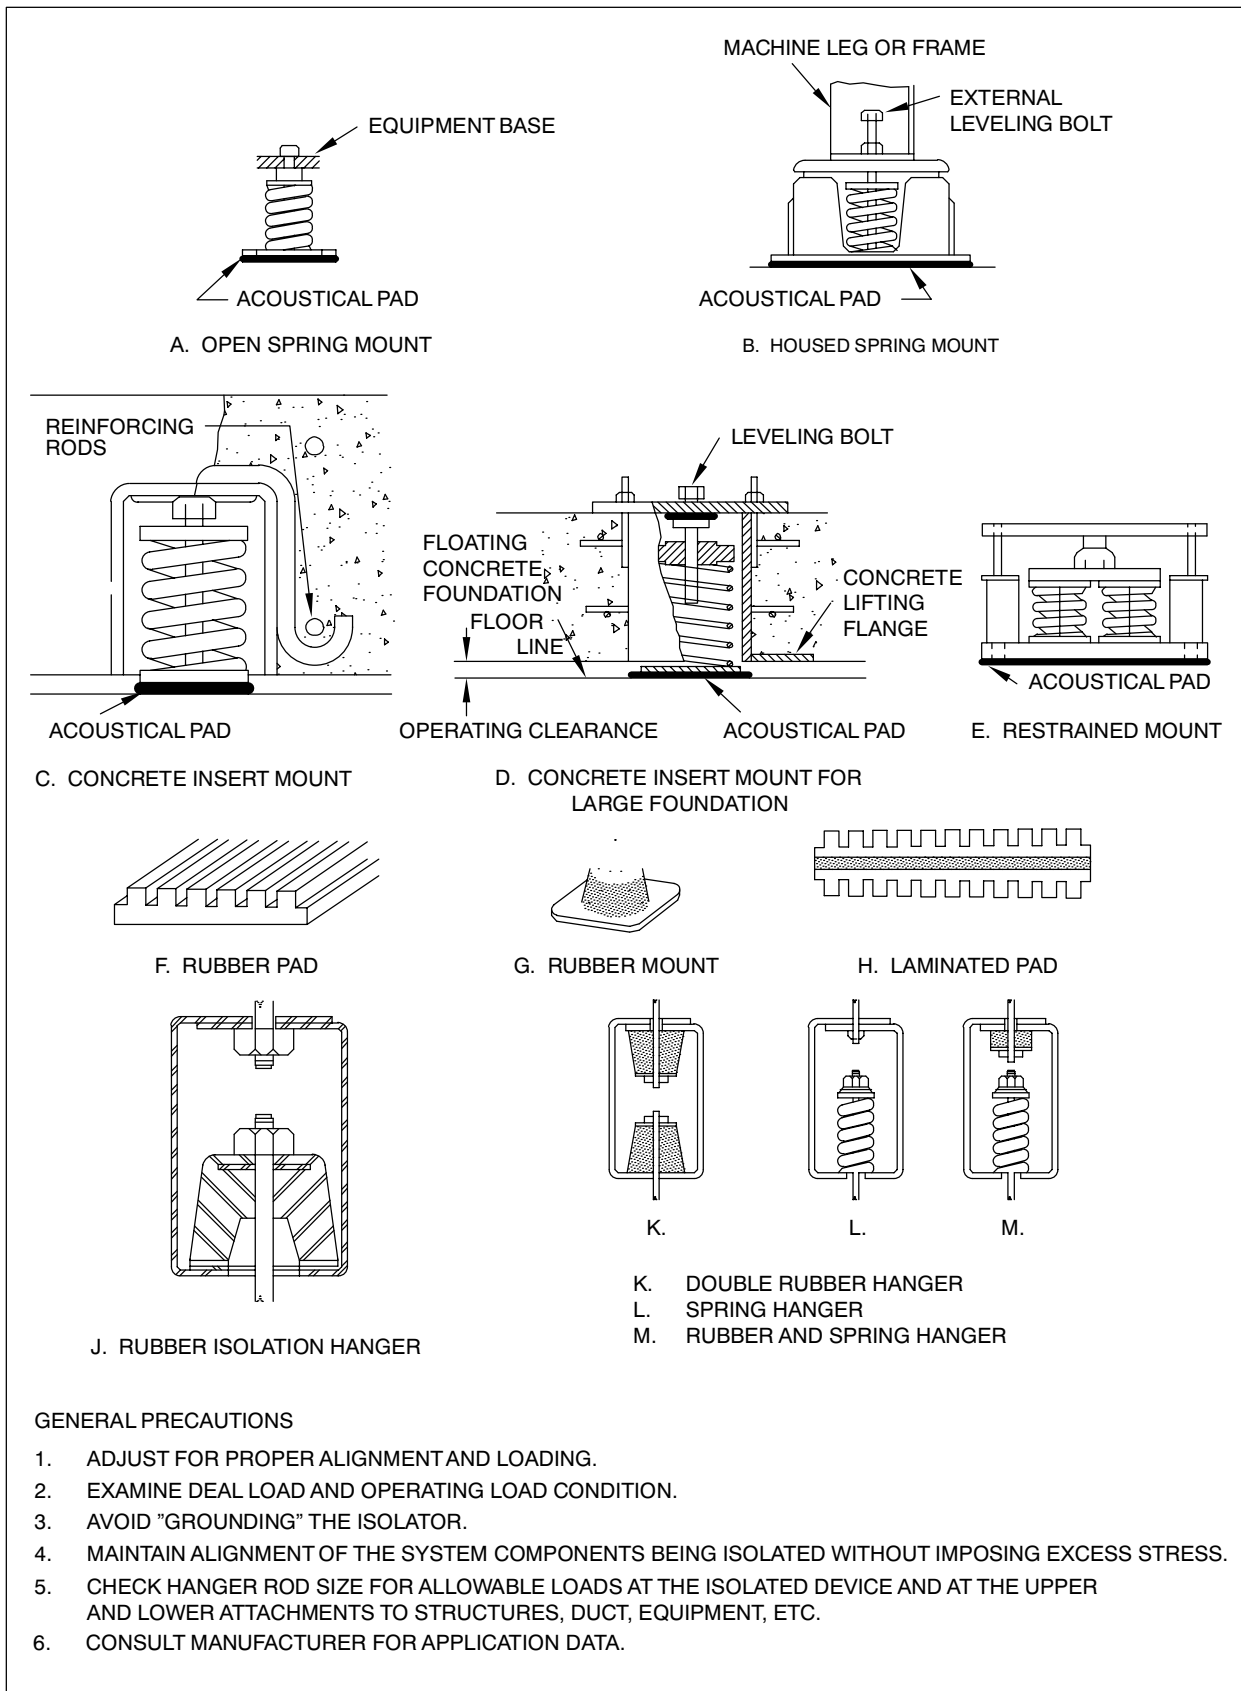 MACHINE LEG OR FRAME
EQUIPMENT BASE
EXTERNAL
LEVELING BOLT
ACOUSTICAL PAD
ACOUSTICAL PAD
A. OPEN SPRING MOUNT
B. HOUSED SPRING MOUNT
REINFORCING
RODS
LEVELING BOLT
FLOATING
CONCRETE
FOUNDATION
FLOOR
LINE
CONCRETE
LIFTING
FLANGE
ACOUSTICAL PAD
ACOUSTICAL PAD
OPERATING CLEARANCE
ACOUSTICAL PAD
E. RESTRAINED MOUNT
C. CONCRETE INSERT MOUNT
D. CONCRETE INSERT MOUNT FOR
LARGE FOUNDATION
F. RUBBER PAD
G. RUBBER MOUNT
H. LAMINATED PAD
K.
L.
M.
K. DOUBLE RUBBER HANGER
L. SPRING HANGER
M. RUBBER AND SPRING HANGER
J. RUBBER ISOLATION HANGER
GENERAL PRECAUTIONS
1. ADJUST FOR PROPER ALIGNMENT AND LOADING.
2. EXAMINE DEAL LOAD AND OPERATING LOAD CONDITION.
3. AVOID ”GROUNDING” THE ISOLATOR.
4. MAINTAIN ALIGNMENT OF THE SYSTEM COMPONENTS BEING ISOLATED WITHOUT IMPOSING EXCESS STRESS.
5. CHECK HANGER ROD SIZE FOR ALLOWABLE LOADS AT THE ISOLATED DEVICE AND AT THE UPPER
AND LOWER ATTACHMENTS TO STRUCTURES, DUCT, EQUIPMENT, ETC.
6. CONSULT MANUFACTURER FOR APPLICATION DATA.